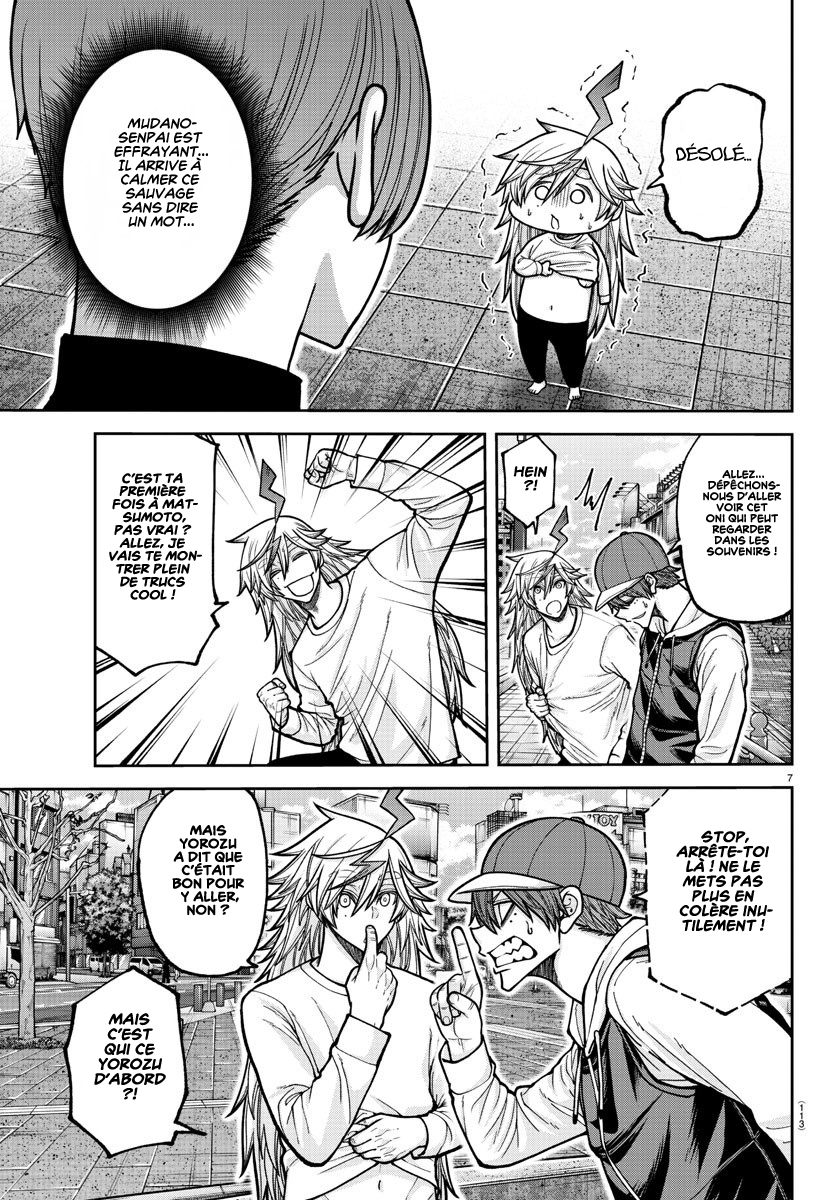 DÉSOLÉ...
MUDANO-
SENPAI EST
EFFRAYANT...
IL ARRIVE À
CALMER CE
SAUVAGE
SANS DIRE
UN MOT...
ALLEZ...
DÉPÊCHONS-
NOUS D'ALLER
VOIR CET
ONI QUI PEUT
REGARDER
DANS LES
SOUVENIRS !
HEIN
?!
C'EST TA
PREMIÈRE
FOIS À MAT-
SUMOTO,
PAS VRAI ?
ALLEZ, JE
VAIS TE MON-
TRER PLEIN
DE TRUCS
COOL !
7
STOP,
ARRÊTE-TOI
LÀ ! NE LE
METS PAS
PLUS EN
COLÈRE INU-
TILEMENT !
MAIS
YOROZU
A DIT QUE
C'ÉTAIT
BON POUR
Y ALLER,
NON ?
MAIS
C'EST
QUI CE
YOROZU
D'ABORD
?!
(113)